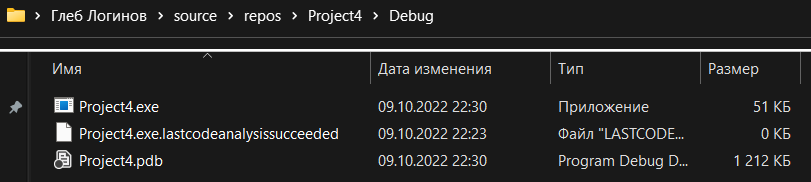 Глеб Логинов > source > repos > Project4 > Debug
Имя Дата изменения Тип Размер
Project4.exe 09.10.2022 22:30 Приложение 51 КБ
Project4.exe.lastcodeanalysissucceeded 09.10.2022 22:23 Файл "LASTCODE... 0 КБ
Project4.pdb 09.10.2022 22:30 Program Debug D... 1 212 КБ